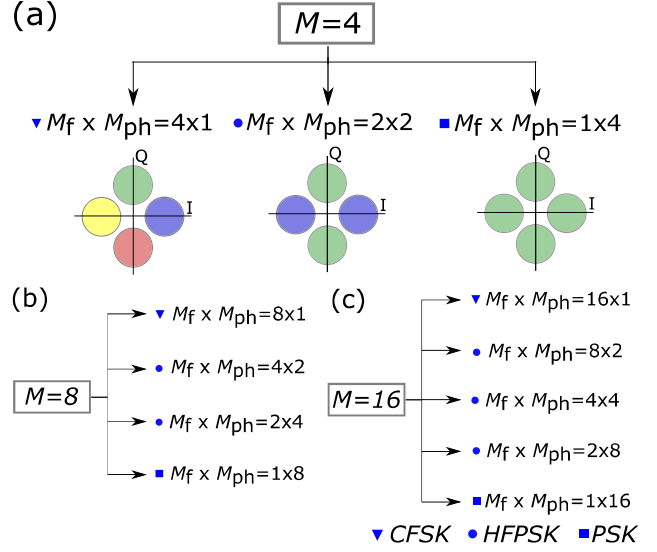 (a)
M=4
Mf x Mph=4x1
Mf x Mph=2x2
Mf x Mph=1x4
Q
I
Q
I
Q
I
(b)
M=8
Mf x Mph=8x1
Mf x Mph=4x2
Mf x Mph=2x4
Mf x Mph=1x8
(c)
M=16
Mf x Mph=16x1
Mf x Mph=8x2
Mf x Mph=4x4
Mf x Mph=2x8
Mf x Mph=1x16
CFSK HFPSK PSK